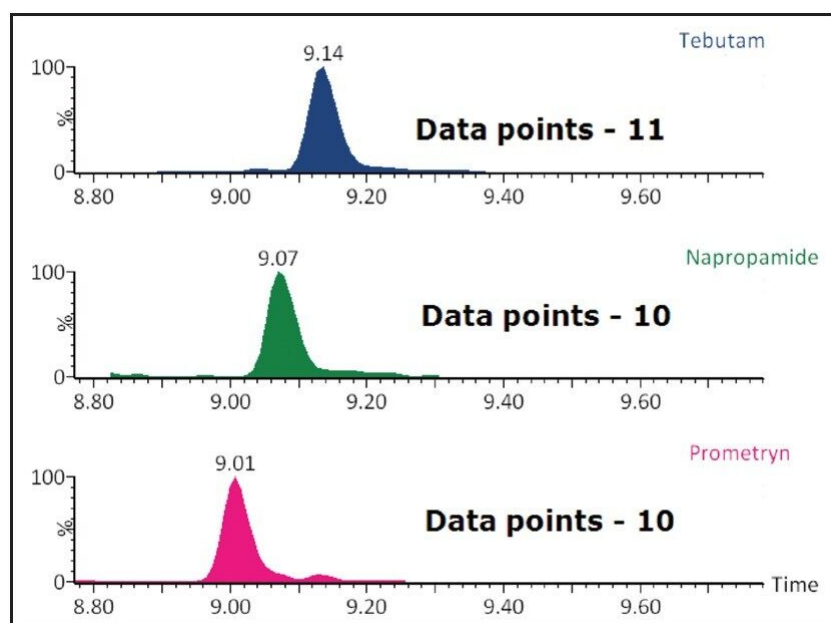 Tebutam
9.14
100
%
Data points - 11
0
8.80 9.00 9.20 9.40 9.60
Napropamide
9.07
100
%
Data points - 10
0
8.80 9.00 9.20 9.40 9.60
Prometryn
9.01
100
%
Data points - 10
0
Time
8.80 9.00 9.20 9.40 9.60